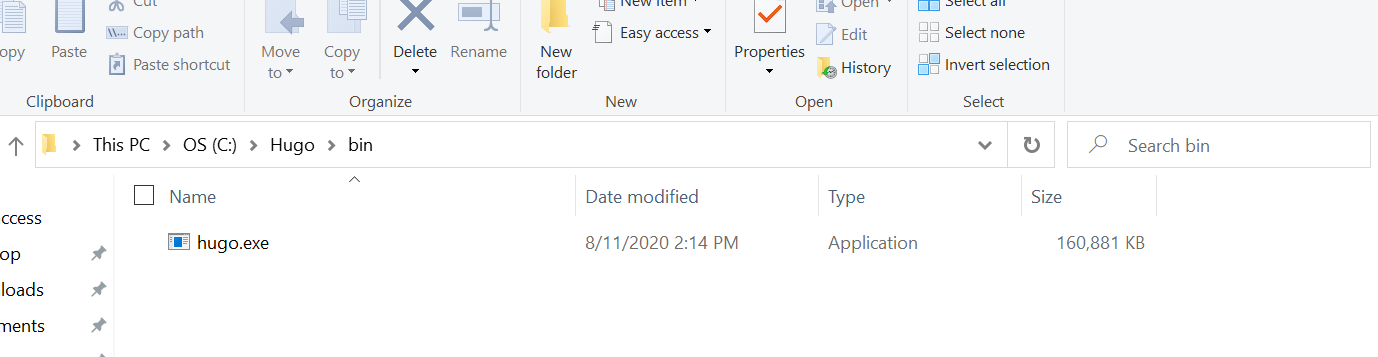 Cut
New item
Open
Select all
opy
Paste
Copy path
Paste shortcut
Move to
Copy to
Delete
Rename
New folder
Easy access
Properties
Edit
History
Select none
Invert selection
Clipboard
Organize
New
Open
Select
This PC > OS (C:) > Hugo > bin
Search bin
Name Date modified Type Size
hugo.exe 8/11/2020 2:14 PM Application 160,881 KB
ccess
op
loads
ments